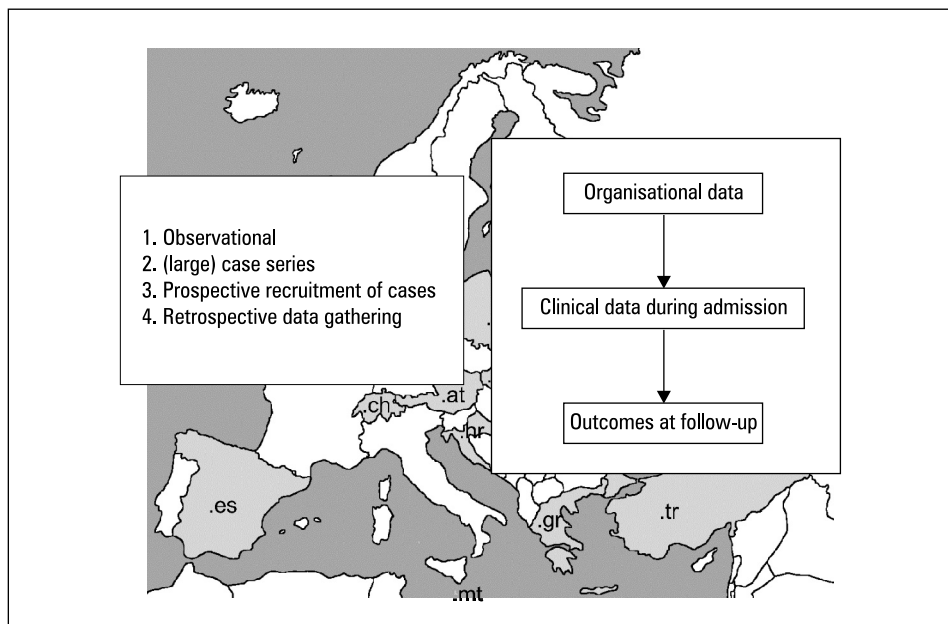 1. Observational
2. (large) case series
3. Prospective recruitment of cases
4. Retrospective data gathering
Organisational data
Clinical data during admission
Outcomes at follow-up
.ch
.at
.hr
.es
.gr
.tr
.mt